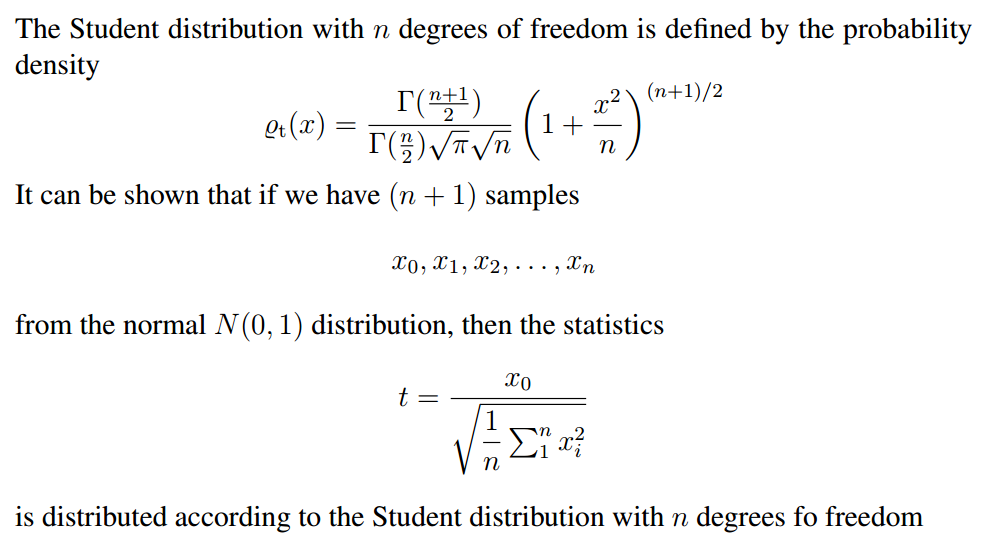 The Student distribution with n degrees of freedom is defined by the probability
density
ϱₜ(x) = Γ((n+1)/2) / (Γ(n/2)√π√n) (1 + x²/n)^(n+1)/2
It can be shown that if we have (n + 1) samples
x₀, x₁, x₂, . . . , xₙ
from the normal N(0, 1) distribution, then the statistics
t = x₀ / √(1/n ∑₁ⁿ xᵢ²)
is distributed according to the Student distribution with n degrees fo freedom